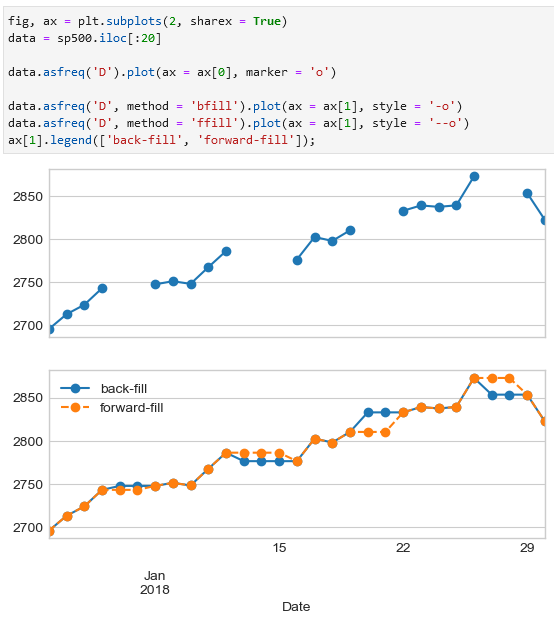 fig, ax = plt.subplots(2, sharex = True)
data = sp500.iloc[:20]
data.asfreq('D').plot(ax = ax[0], marker = 'o')
data.asfreq('D', method = 'bfill').plot(ax = ax[1], style = '-o')
data.asfreq('D', method = 'ffill').plot(ax = ax[1], style = '--o')
ax[1].legend(['back-fill', 'forward-fill']);
2850
2800
2750
2700
back-fill
forward-fill
2850
2800
2750
2700
15 22 29
Jan
2018
Date